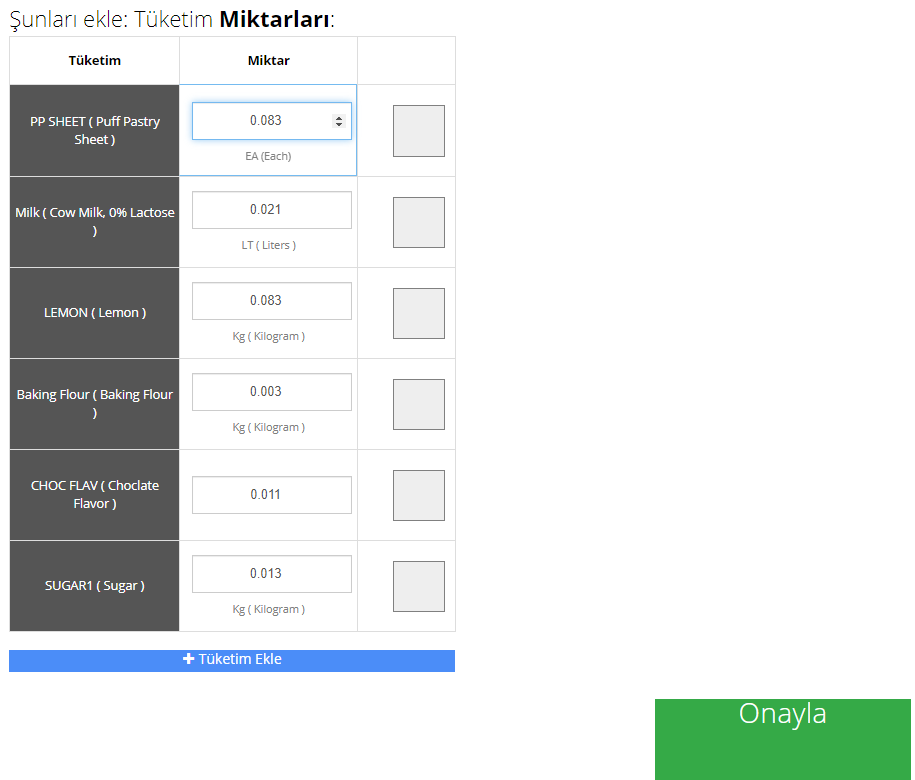 Şunları ekle: Tüketim Miktarları:
Tüketim
Miktar
PP SHEET ( Puff Pastry
Sheet )
0.083
EA (Each)
Milk ( Cow Milk, 0% Lactose
)
0.021
LT ( Liters )
LEMON ( Lemon )
0.083
Kg ( Kilogram )
Baking Flour ( Baking Flour
)
0.003
Kg ( Kilogram )
CHOC FLAV ( Choclate
Flavor )
0.011
SUGAR1 ( Sugar )
0.013
Kg ( Kilogram )
+ Tüketim Ekle
Onayla